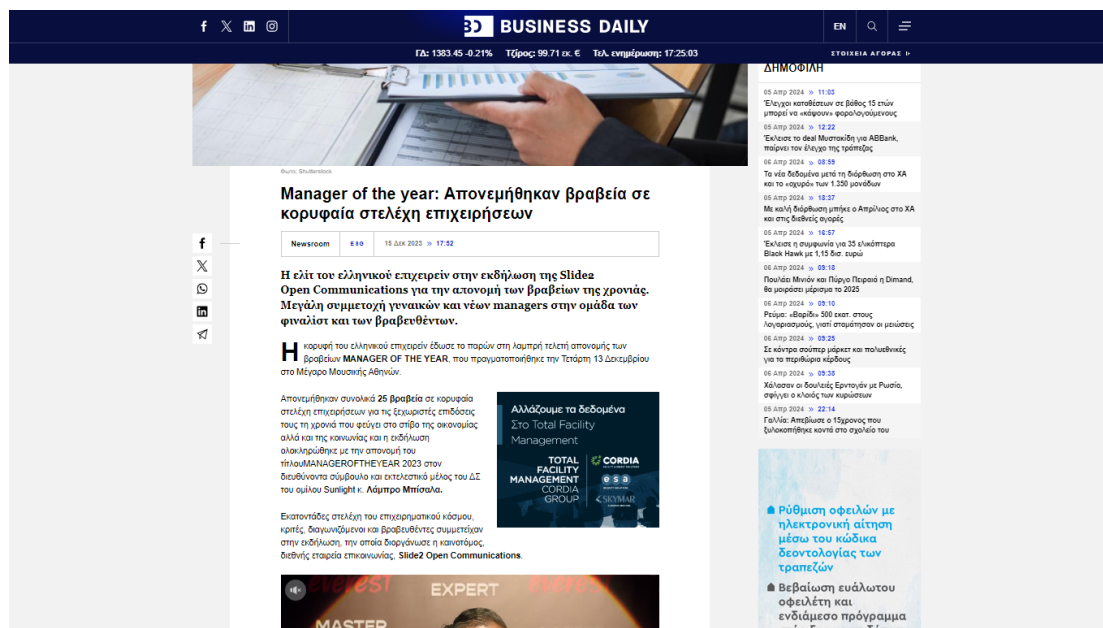 BUSINESS DAILY
EN
ΓΔ: 1383.45 -0.21% Τζίρος: 99.71 εκ. € Τελ. ενημέρωση: 17:25:03
ΣΤΟΙΧΕΙΑ ΑΓΟΡΑΣ
Φωτο: Shutterstock
Manager of the year: Απονεμήθηκαν βραβεία σε
κορυφαία στελέχη επιχειρήσεων
Newsroom
15 Δεκ 2023 » 17:52
Η ελίτ του ελληνικού επιχειρείν στην εκδήλωση της Slide2
Open Communications για την απονομή των βραβείων της χρονιάς.
Μεγάλη συμμετοχή γυναικών και νέων managers στην ομάδα των
φιναλίστ και των βραβευθέντων.
Η κορυφή του ελληνικού επιχειρείν έδωσε το παρών στη λαμπρή τελετή απονομής των
βραβείων MANAGER OF THE YEAR, που πραγματοποιήθηκε την Τετάρτη 13 Δεκεμβρίου
στο Μέγαρο Μουσικής Αθηνών.
Απονεμήθηκαν συνολικά 25 βραβεία σε κορυφαία
στελέχη επιχειρήσεων για τις ξεχωριστές επιδόσεις
τους τη χρονιά που φεύγει στο στίβο της οικονομίας
αλλά και της κοινωνίας και η εκδήλωση
ολοκληρώθηκε με την απονομή του
τίτλουMANAGEROFTHEYEAR 2023 στον
διευθύνοντα σύμβουλο και εκτελεστικό μέλος του ΔΣ
του ομίλου Sunlight κ. Λάμπρο Μπίσαλα.
Εκατοντάδες στελέχη του επιχειρηματικού κόσμου,
κριτές, διαγωνιζόμενοι και βραβευθέντες συμμετείχαν
στην εκδήλωση, την οποία διοργάνωσε η καινοτόμος,
διεθνής εταιρεία επικοινωνίας, Slide2 Open Communications.
Αλλάζουμε τα δεδομένα
Στο Total Facility
Management
TOTAL
FACILITY
MANAGEMENT
CORDIA
GROUP
CORDIA
esa
SKYMAR
everest
EXPERT
MASTER
ΔΗΜΟΦΙΛΗ
05 Απρ 2024 » 11:03
Έλεγχοι καταθέσεων σε βάθος 15 ετών
μπορεί να «κάψουν» φορολογούμενους
05 Απρ 2024 » 12:22
Έκλεισε το deal Μυστακίδη για ABBank,
παίρνει τον έλεγχο της τράπεζας
06 Απρ 2024 » 08:59
Τα νέα δεδομένα μετά τη διόρθωση στο ΧΑ
και το «οχυρό» των 1.350 μονάδων
05 Απρ 2024 » 18:37
Με καλή διόρθωση μπήκε ο Απρίλιος στο ΧΑ
και στις διεθνείς αγορές
05 Απρ 2024 » 16:57
Έκλεισε η συμφωνία για 35 ελικόπτερα
Black Hawk με 1,15 δισ. ευρώ
06 Απρ 2024 » 09:18
Πουλάει Μινιόν και Πύργο Πειραιά η Dimand,
θα μοιράσει μέρισμα το 2025
06 Απρ 2024 » 09:10
Ρεύμα: «Βαρίδι» 500 εκατ. στους
λογαριασμούς, γιατί σταμάτησαν οι μειώσεις
06 Απρ 2024 » 09:25
Σε κόντρα σούπερ μάρκετ και πολυεθνικές
για τα περιθώρια κέρδους
06 Απρ 2024 » 09:38
Χάλασαν οι δουλειές Ερντογάν με Ρωσία,
σφίγγει ο κλοιός των κυρώσεων
05 Απρ 2024 » 22:14
Γαλλία: Απεβίωσε ο 15χρονος που
ξυλοκοπήθηκε κοντά στο σχολείο του
Ρύθμιση οφειλών με
ηλεκτρονική αίτηση
μέσω του κώδικα
δεοντολογίας των
τραπεζών
Βεβαίωση ευάλωτου
οφειλέτη και
ενδιάμεσο πρόγραμμα